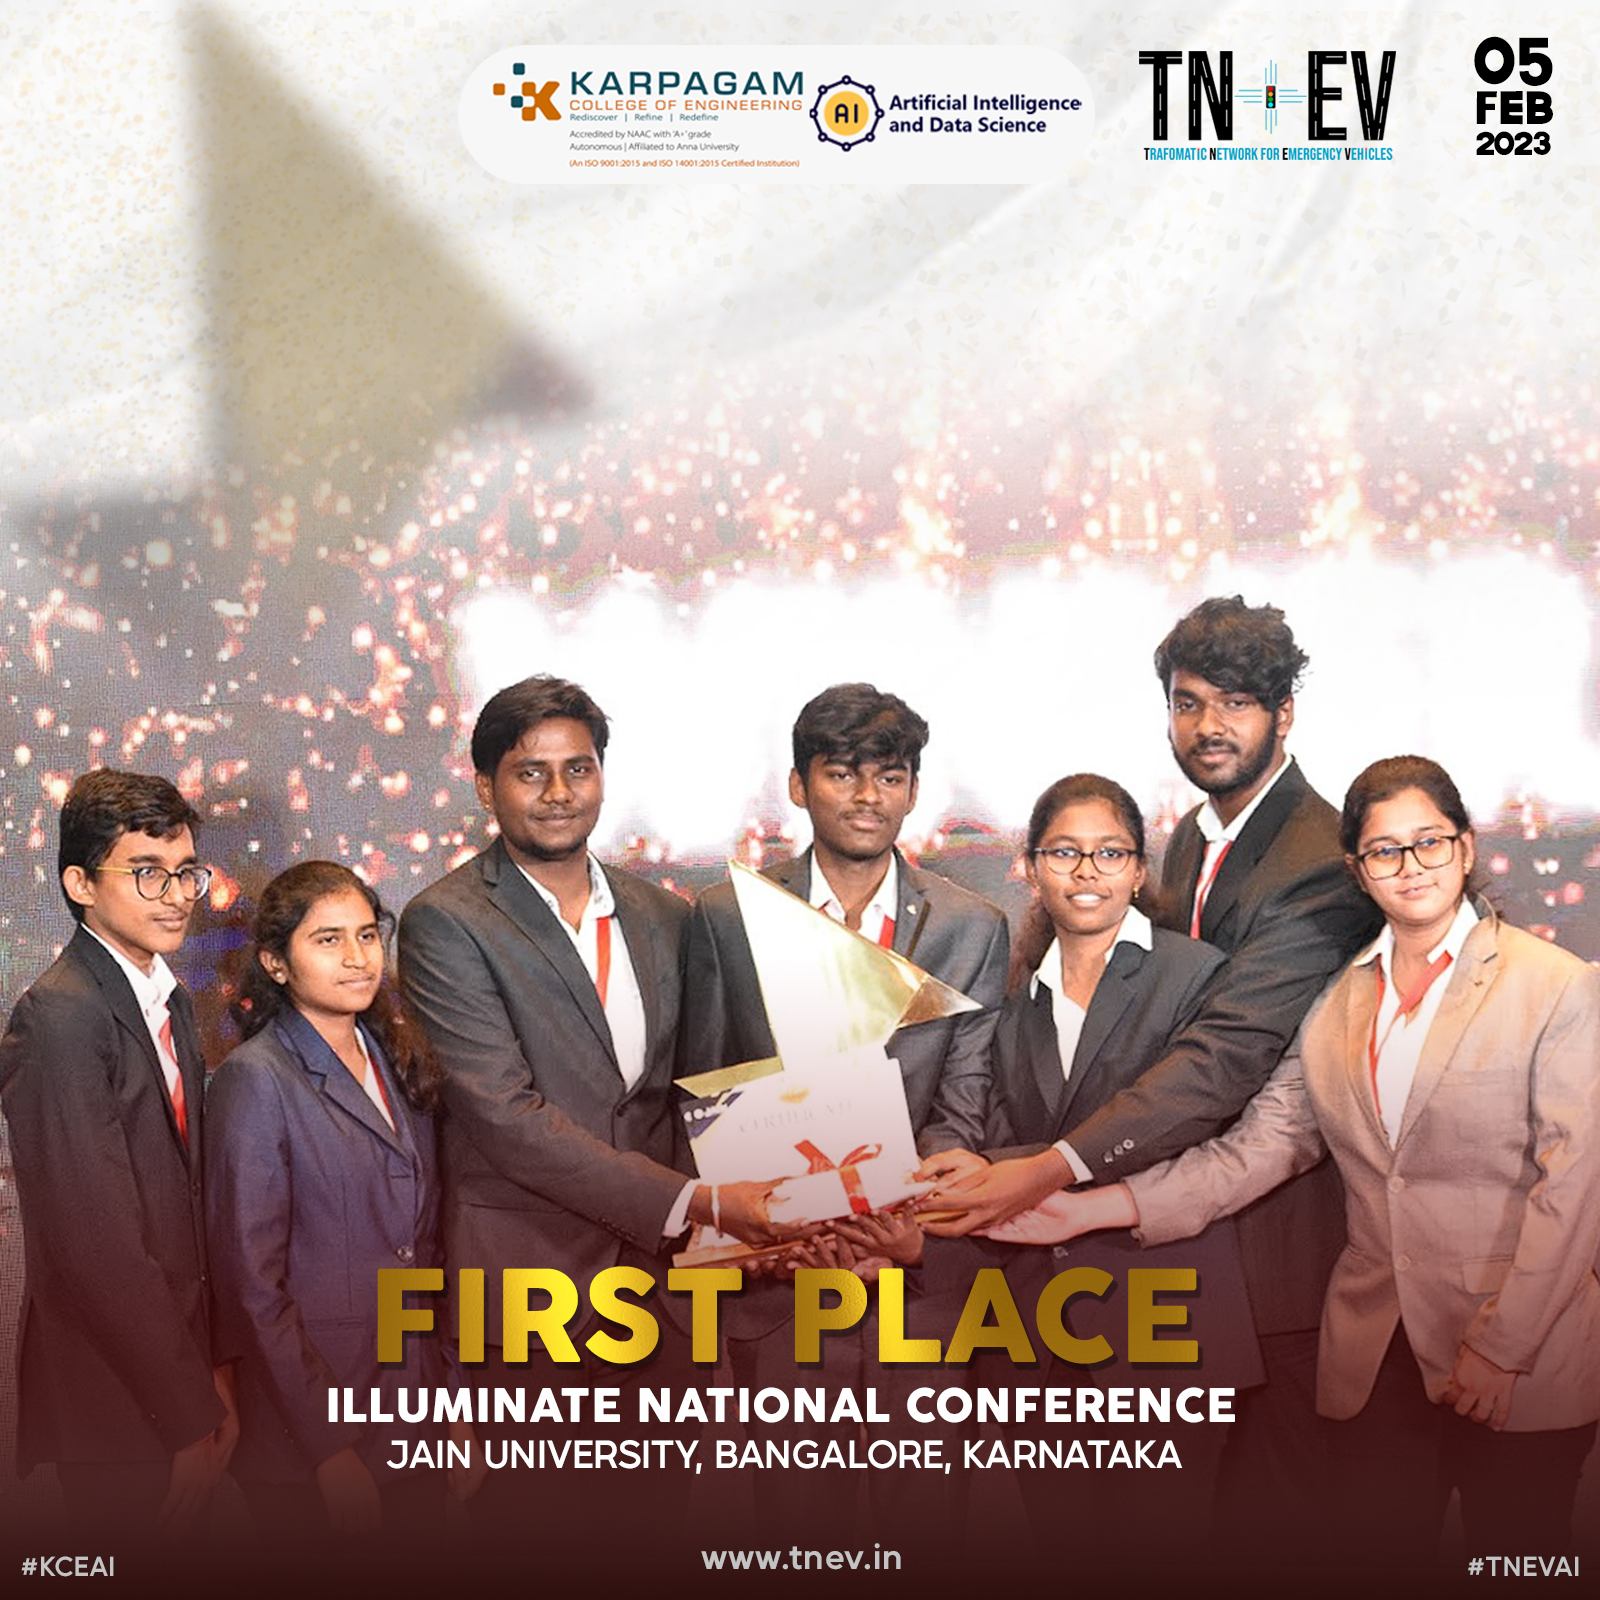 KARPAGAM
COLLEGE OF ENGINEERING
Rediscover | Refine | Redefine
Accredited by NAAC with 'A+' grade
Autonomous | Affiliated to Anna University
(An ISO 9001:2015 and ISO 14001:2015 Certified Institution)
AI
Artificial Intelligence
and Data Science
TN EV
TRAFOMATIC NETWORK FOR EMERGENCY VEHICLES
05
FEB
2023
FIRST PLACE
ILLUMINATE NATIONAL CONFERENCE
JAIN UNIVERSITY, BANGALORE, KARNATAKA
#KCEAI
www.tnev.in
#TNEVAI